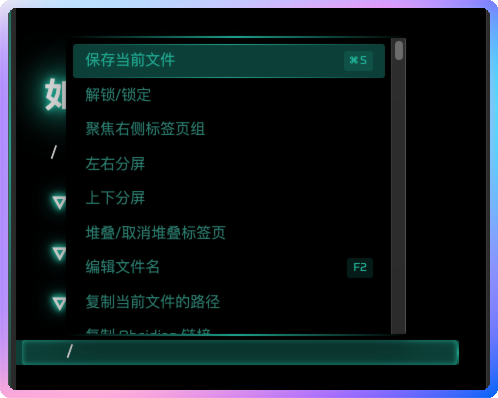 保存当前文件 ⌘S
解锁/锁定
聚焦右侧标签页组
/
左右分屏
上下分屏
堆叠/取消堆叠标签页
编辑文件名 F2
复制当前文件的路径
复制 Obsidian 链接
/